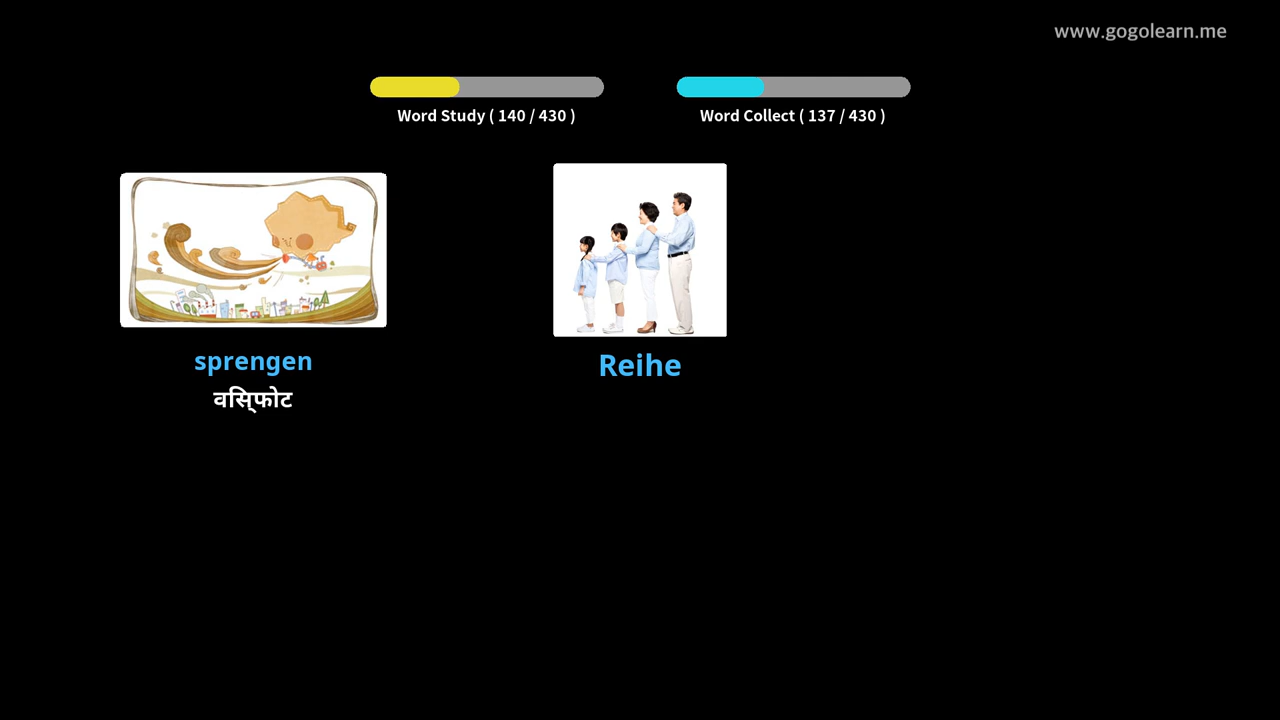 www.gogolearn.me
Word Study ( 140 / 430 )
Word Collect ( 137 / 430 )
sprengen
विस्फोट
Reihe